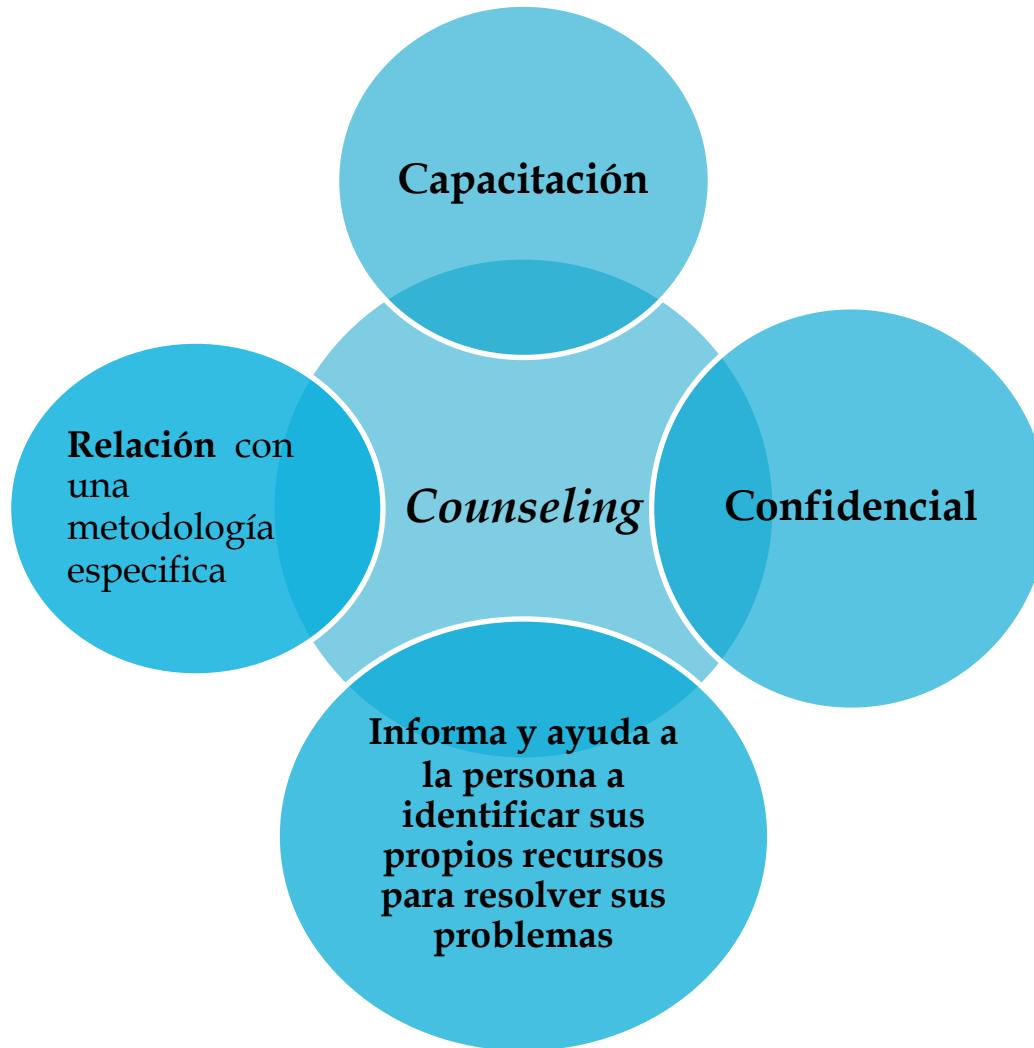 Capacitación
Relación con
una
metodología
especifica
Counseling
Confidencial
Informa y ayuda a
la persona a
identificar sus
propios recursos
para resolver sus
problemas